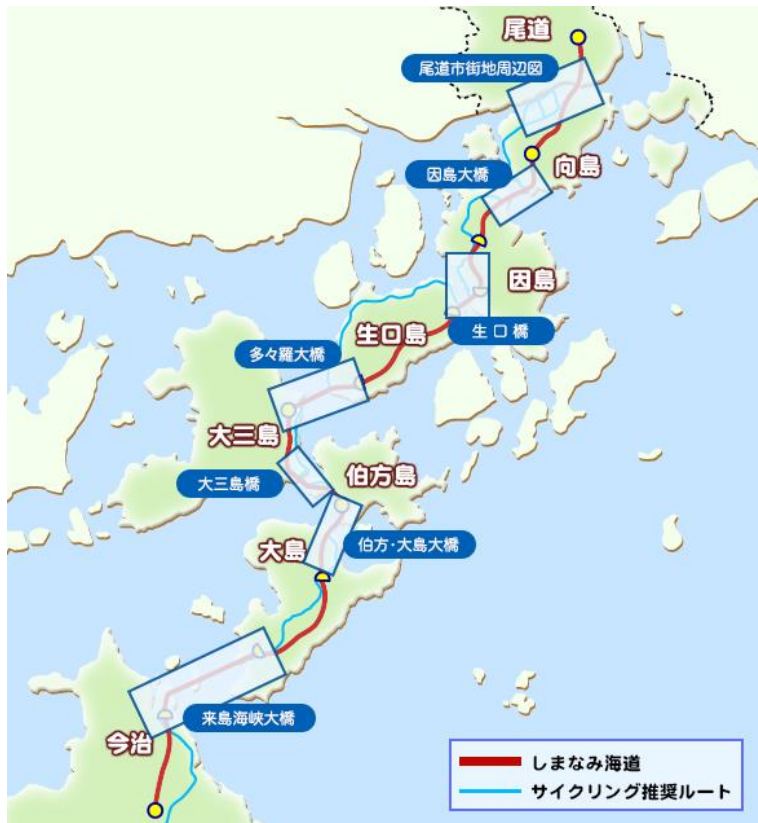 尾道
尾道市街地周辺図
向島
因島大橋
因島
生口橋
生口島
多々羅大橋
大三島
伯方島
大三島橋
大島
伯方・大島大橋
来島海峡大橋
今治
しまなみ海道
サイクリング推奨ルート